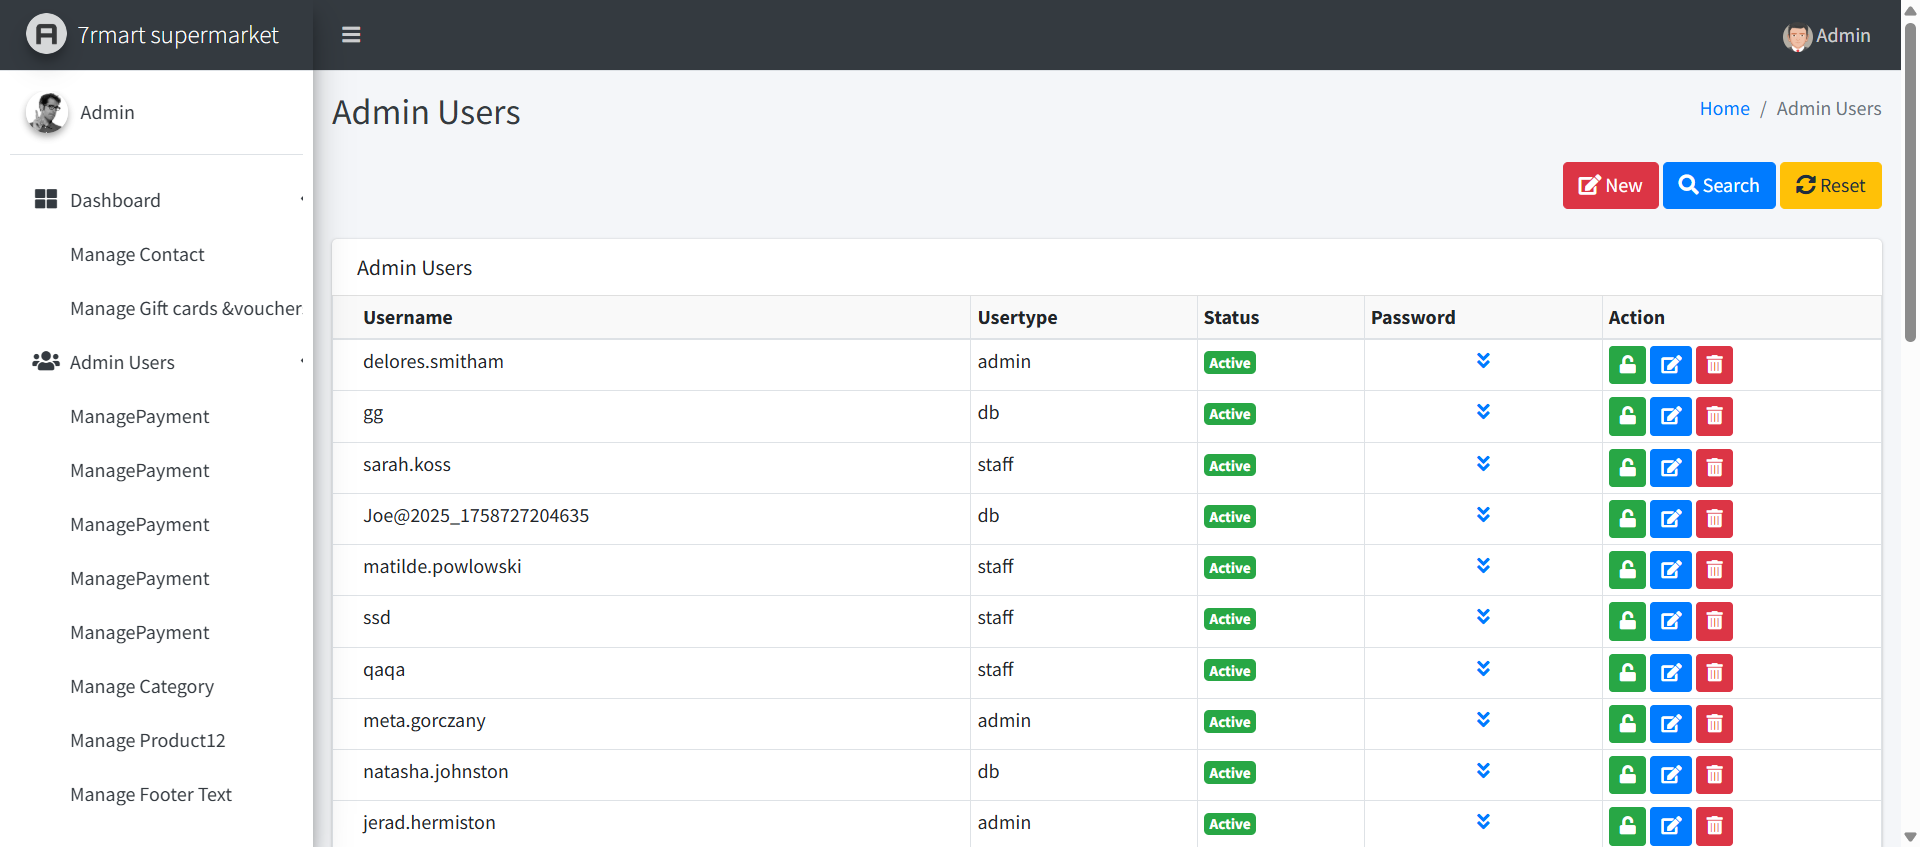 7rmart supermarket
Admin
Admin
Dashboard
Manage Contact
Manage Gift cards &voucher
Admin Users
ManagePayment
ManagePayment
ManagePayment
ManagePayment
ManagePayment
Manage Category
Manage Product12
Manage Footer Text
Admin Users
Home / Admin Users
New Search Reset
Admin Users
Username Usertype Status Password Action
delores.smitham admin Active
gg db Active
sarah.koss staff Active
Joe@2025_1758727204635 db Active
matilde.powlowski staff Active
ssd staff Active
qaqa staff Active
meta.gorczany admin Active
natasha.johnston db Active
jerad.hermiston admin Active